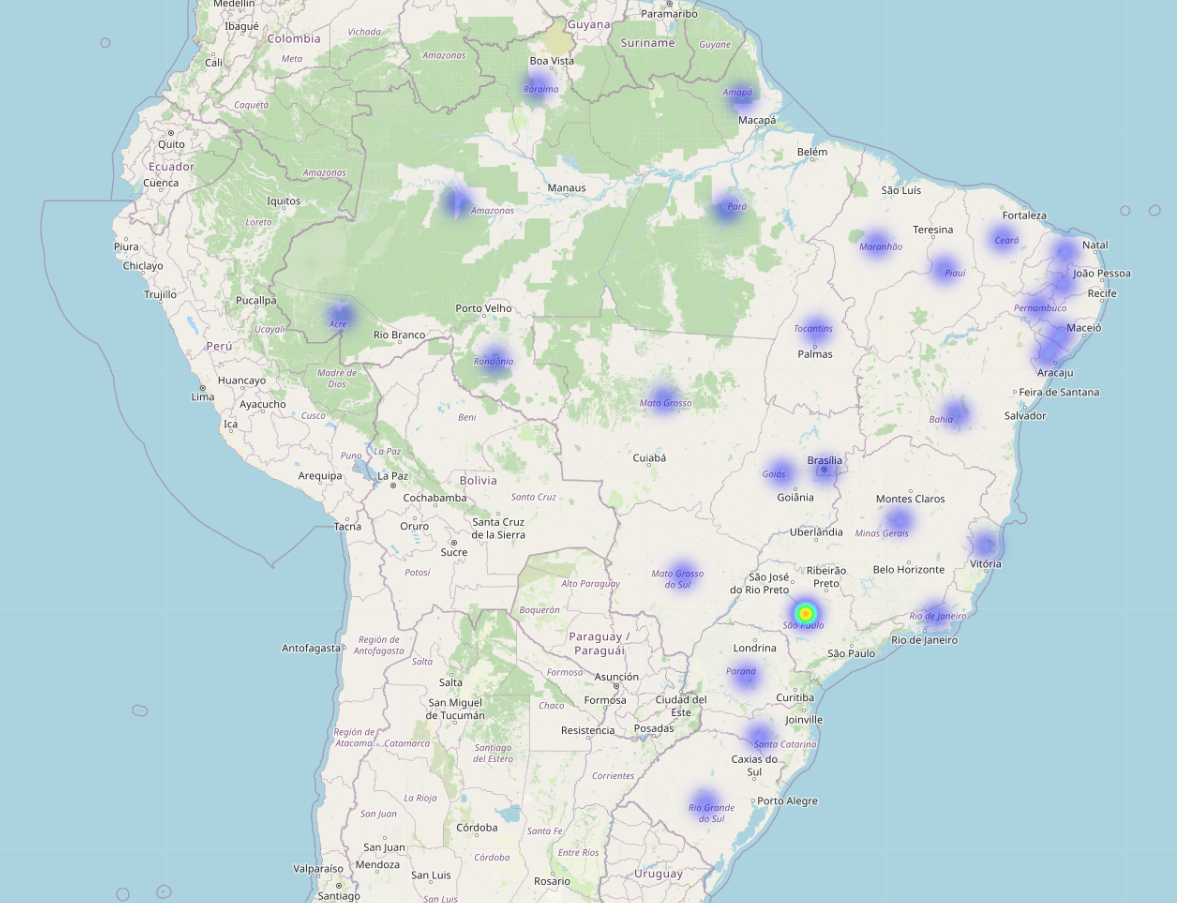 Medellín
Ibagué
Colombia
Vichada
Meta
Cali
Caquetá
Amazonas
Guyana
Paramaribo
Suriname
Guyane
Boa Vista
Roraima
Amapá
Macapá
Quito
Ecuador
Cuenca
Amazonas
Iquitos
Loreto
Manaus
Amazonas
Pará
Belém
São Luís
Fortaleza
Teresina
Ceará
Maranhão
Piauí
Natal
João Pessoa
Recife
Pernambuco
Maceió
Aracaju
Piura
Chiclayo
Trujillo
Pucallpa
Ucayali
Acre
Porto Velho
Rio Branco
Rondônia
Tocantins
Palmas
Perú
Huancayo
Lima
Ayacucho
Ica
Madre de
Dios
Cusco
Beni
Mato Grosso
Feira de Santana
Bahia
Salvador
Puno
La Paz
Arequipa
La Paz
Bolivia
Cochabamba
Santa Cruz
Cuiabá
Goiás
Brasília
Goiânia
Montes Claros
Tacna
Oruro
Santa Cruz
de la Sierra
Sucre
Uberlândia
Minas Gerais
Vitória
Potosí
Alto Paraguay
Mato Grosso
do Sul
São José
do Rio Preto
Ribeirão
Preto
Belo Horizonte
Boquerón
São Paulo
Rio de Janeiro
Rio de Janeiro
Antofagasta
Región de
Antofagasta
Paraguay /
Paraguái
Londrina
São Paulo
Salta
Salta
Formosa
Asunción
Paraná
San Miguel
de Tucumán
Chaco
Formosa
Ciudad del
Este
Curitiba
Joinville
Resistencia
Posadas
Región de
Atacama
Catamarca
Santiago
del Estero
Santa Catarina
Caxias do
Sul
Corrientes
La Rioja
San Juan
Rio Grande
do Sul
Porto Alegre
Córdoba
Santa Fe
San Juan
Mendoza
Córdoba
Entre Ríos
Valparaíso
San Luis
Rosario
Uruguay
Santiago
San Luis